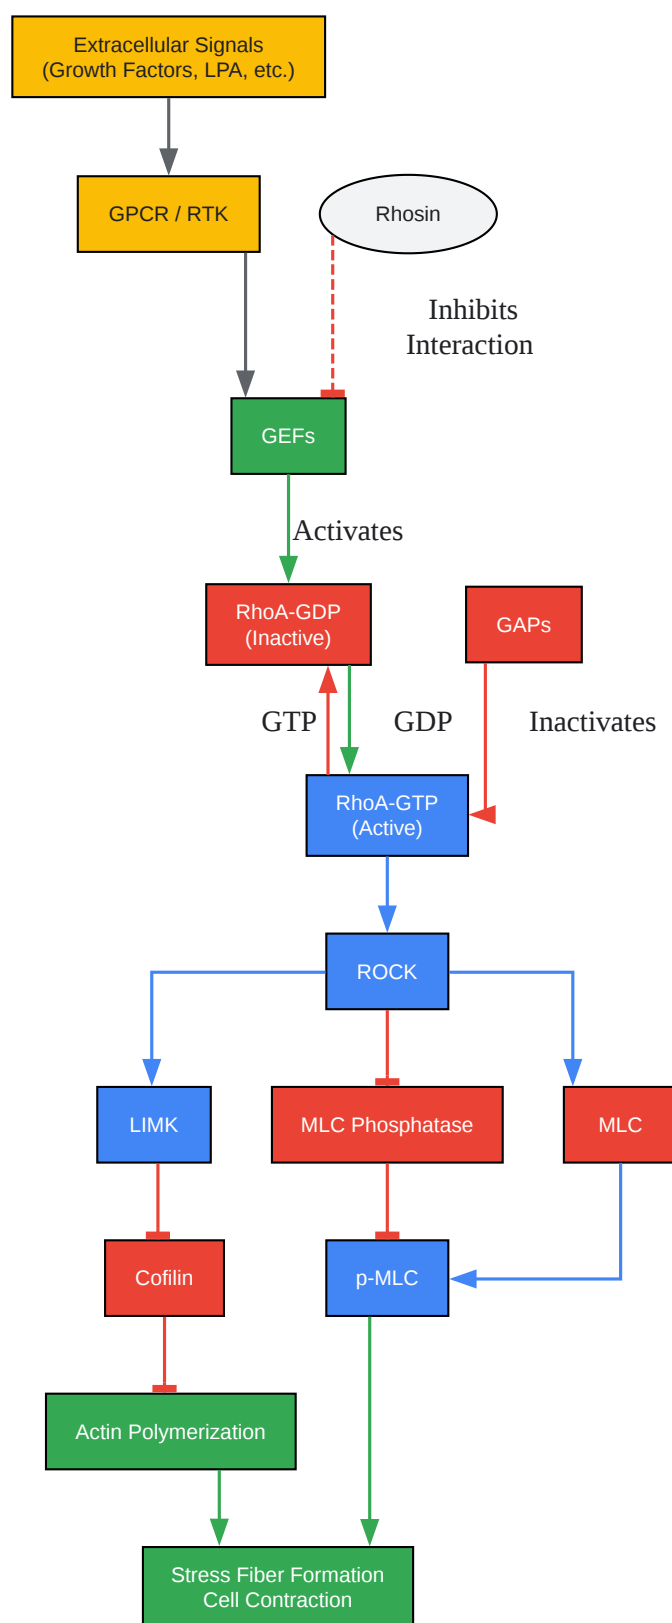 Extracellular Signals
(Growth Factors, LPA, etc.)
GPCR / RTK
Rhosin
Inhibits
Interaction
GEFs
Activates
RhoA-GDP
(Inactive)
GAPs
GTP
GDP
Inactivates
RhoA-GTP
(Active)
ROCK
LIMK
MLC Phosphatase
MLC
Cofilin
p-MLC
Actin Polymerization
Stress Fiber Formation
Cell Contraction